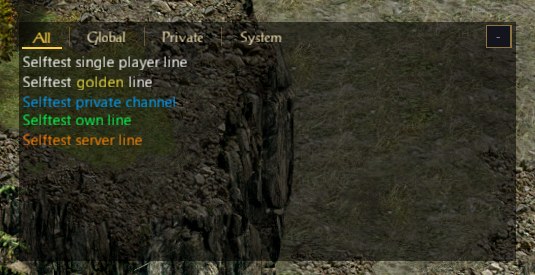 All Global Private System -
Selftest single player line
Selftest golden line
Selftest private channel
Selftest own line
Selftest server line